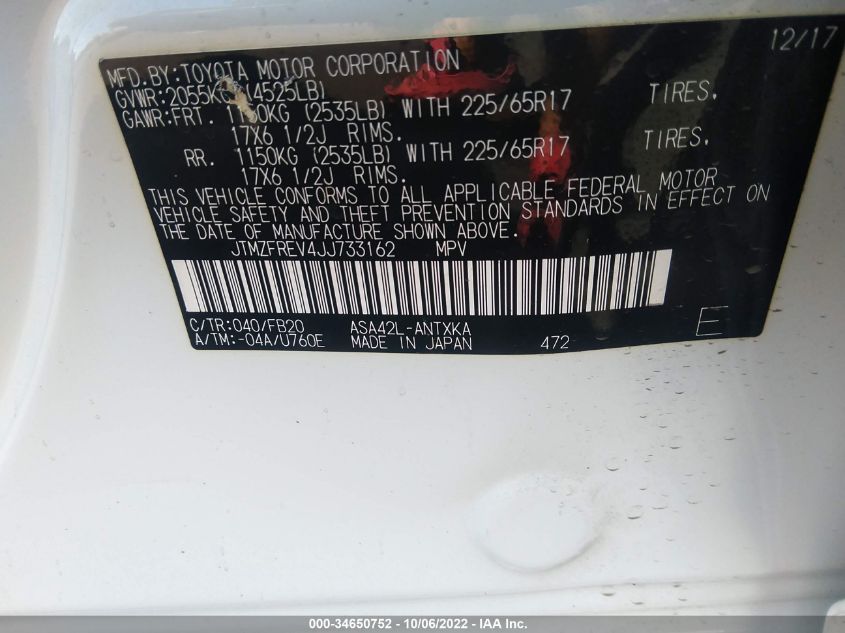 12/17
MFD.BY:TOYOTA MOTOR CORPORATION
GVWR:2055KG (4525LB)
GAWR:FRT. 1150KG (2535LB) WITH 225/65R17 TIRES.
17X6 1/2J RIMS.
RR. 1150KG (2535LB) WITH 225/65R17 TIRES.
17X6 1/2J RIMS.
THIS VEHICLE CONFORMS TO ALL APPLICABLE FEDERAL MOTOR
VEHICLE SAFETY AND THEFT PREVENTION STANDARDS IN EFFECT ON
THE DATE OF MANUFACTURE SHOWN ABOVE.
JTMZFREV4JJ733162 MPV
C/TR:040/FB20 ASA42L-ANTXKA E
A/TM:-04A/U760E MADE IN JAPAN 472
000-34650752 - 10/06/2022 - IAA Inc.